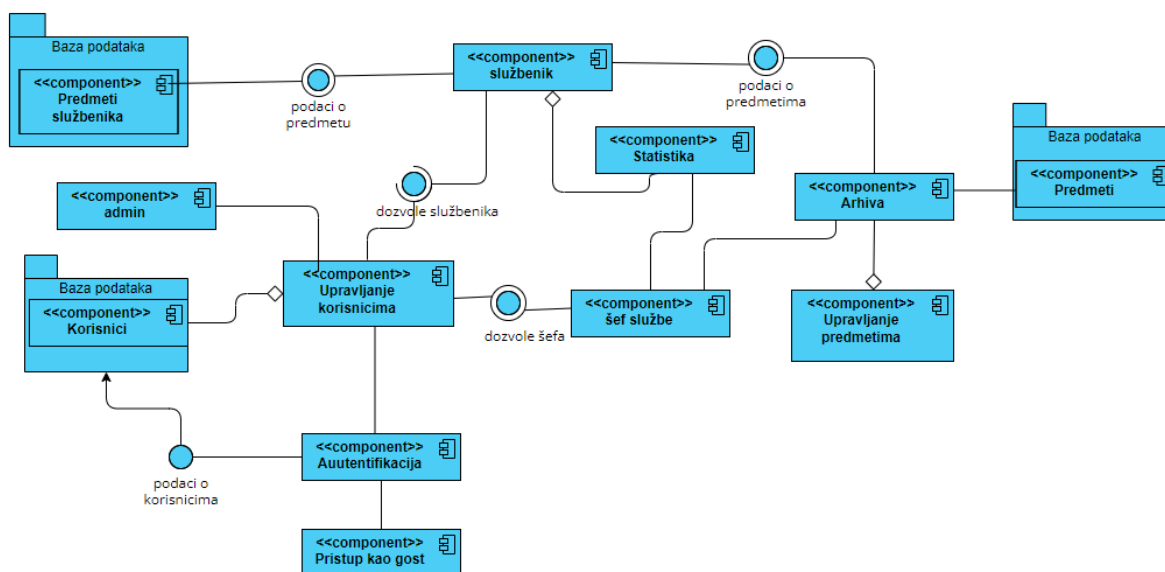 Baza podataka
<<component>>
Predmeti
službenika
podaci o
predmetu
<<component>>
službenik
podaci o
predmetima
<<component>>
Statistika
Baza podataka
<<component>>
Predmeti
<<component>>
Arhiva
<<component>>
admin
dozvole službenika
Baza podataka
<<component>>
Korisnici
<<component>>
Upravljanje
korisnicima
dozvole šefa
<<component>>
šef službe
<<component>>
Upravljanje
predmetima
podaci o
korisnicima
<<component>>
Auutentifikacija
<<component>>
Pristup kao gost